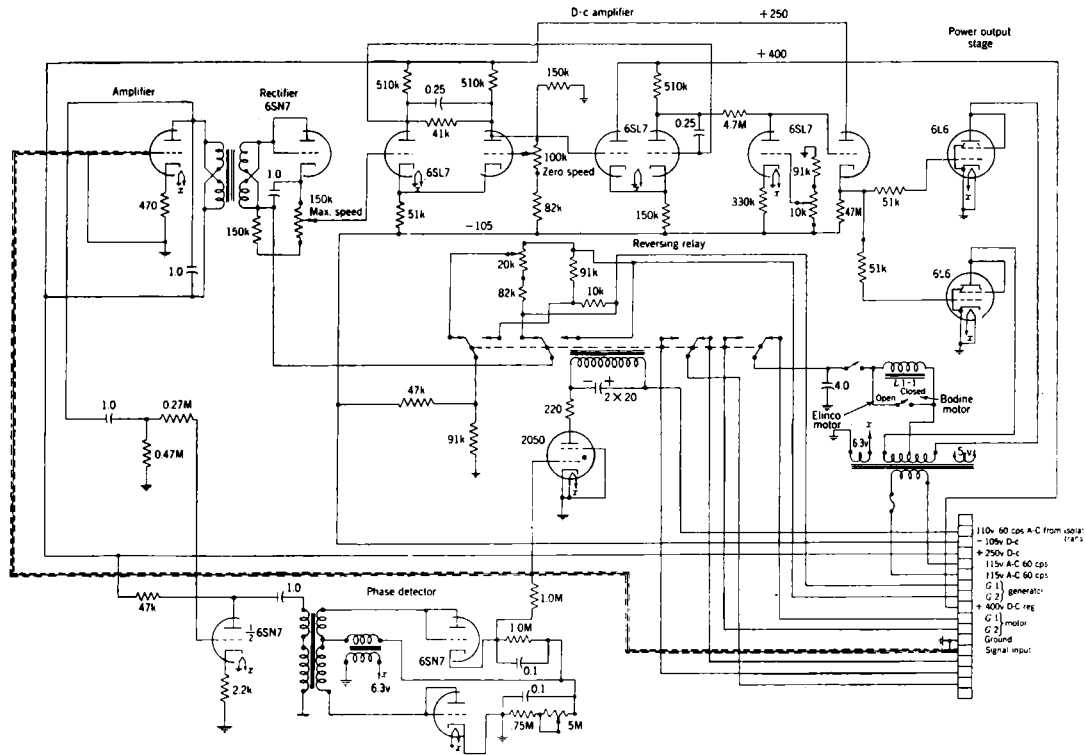 D-c amplifier
+250
Power output
stage
+400
150k
510k
510k
510k
Amplifier
Rectifier
6SN7
0.25
41k
0.25
4.7M
6SL7
6SL7
6SL7
6L6
100k
Zero speed
91k
x
x
x
x
1.0
470
150k
Max. speed
150k
51k
82k
150k
330k
10k
47M
51k
-105
1.0
Reversing relay
20k
91k
51k
6L6
82k
10k
x
- +
2 × 20
4.0
L1-1
Closed
Open
Elinco
motor
Bodine
motor
47k
220
1.0
0.27M
0.47M
91k
2050
x
6.3v
x
5v
110v 60 cps A-C from isolat
trans
- 105v D-c
+ 250v D-c
115v A-C 60 cps
115v A-C 60 cps
G 1
G 2
generator
+ 400v D-C reg
G 1
G 2
motor
Ground
Signal input
1.0M
47k
1.0
Phase detector
1/2 6SN7
x
2.2k
6.3v
x
6SN7
1.0M
0.1
0.1
.75M
.5M
x